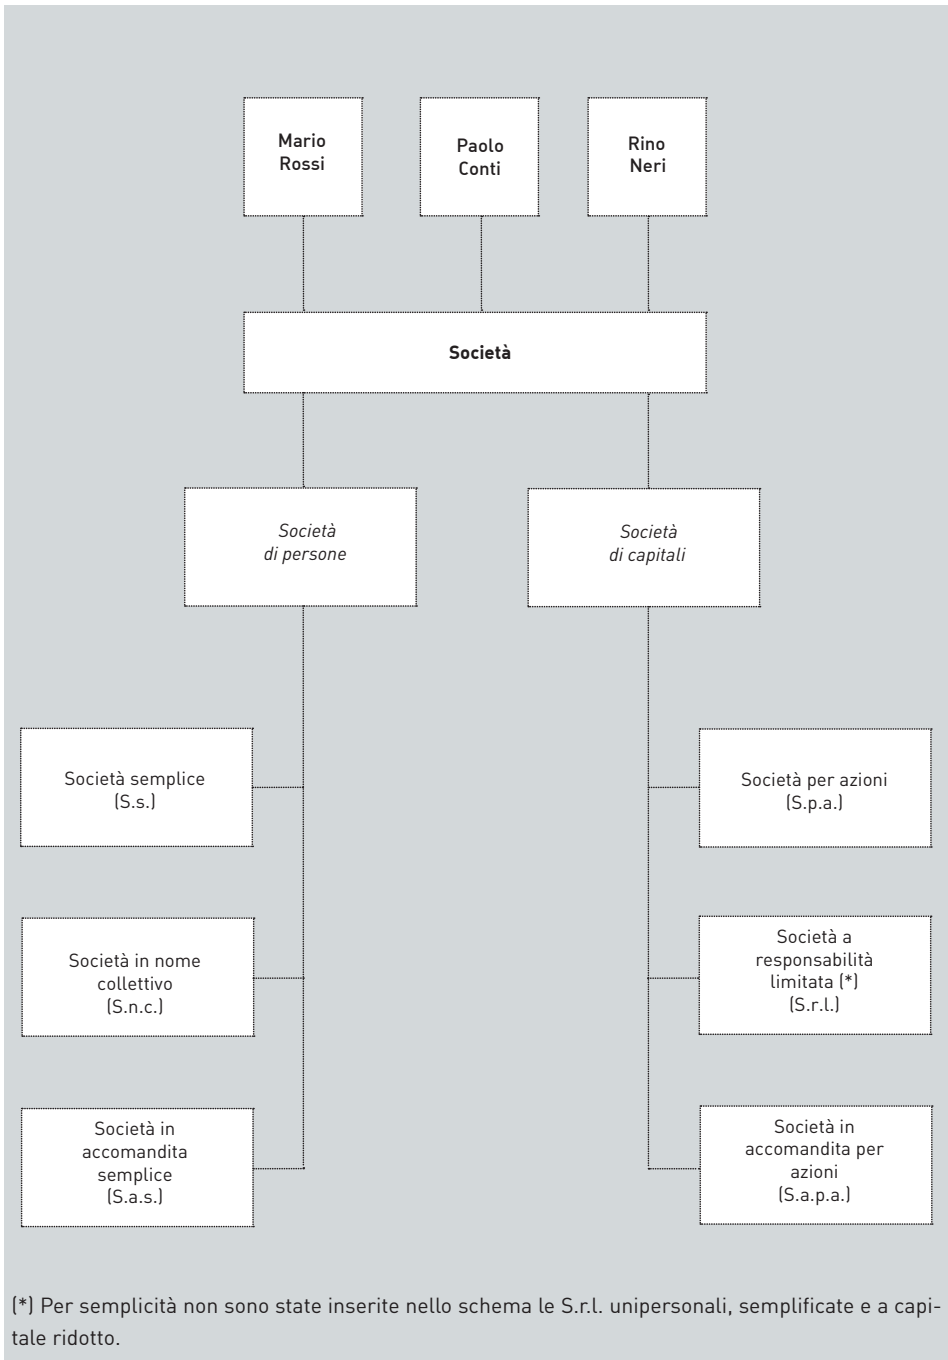 Mario
Rossi
Paolo
Conti
Rino
Neri
Società
Società
di persone
Società
di capitali
Società semplice
(S.s.)
Società per azioni
(S.p.a.)
Società in nome
collettivo
(S.n.c.)
Società a
responsabilità
limitata (*)
(S.r.l.)
Società in
accomandita
semplice
(S.a.s.)
Società in
accomandita per
azioni
(S.a.p.a.)
(*) Per semplicità non sono state inserite nello schema le S.r.l. unipersonali, semplificate e a capi-
tale ridotto.